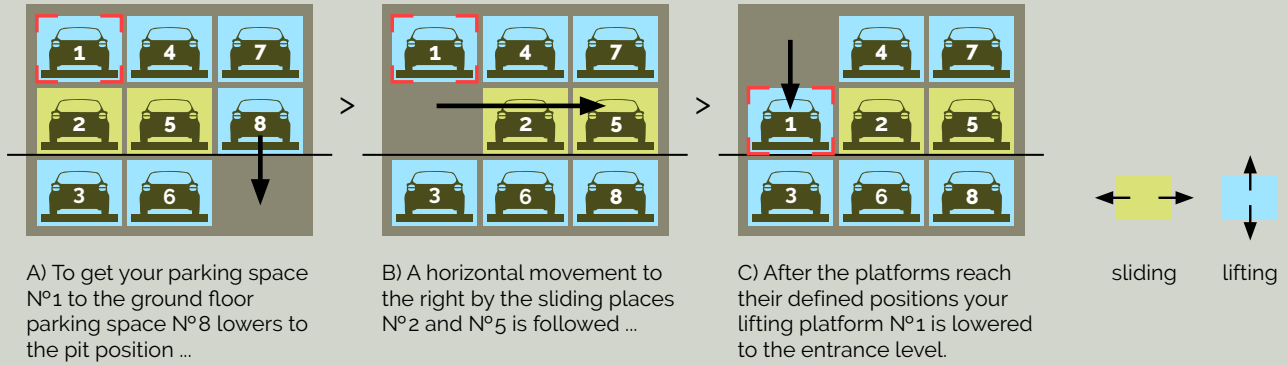 1 4 7
2 5 8
3 6
>
1 4 7
2 5
3 6 8
>
4 7
1 2 5
3 6 8
A) To get your parking space
Nº1 to the ground floor
parking space Nº8 lowers to
the pit position ...
B) A horizontal movement to
the right by the sliding places
Nº2 and Nº5 is followed ...
C) After the platforms reach
their defined positions your
lifting platform Nº1 is lowered
to the entrance level.
sliding
lifting